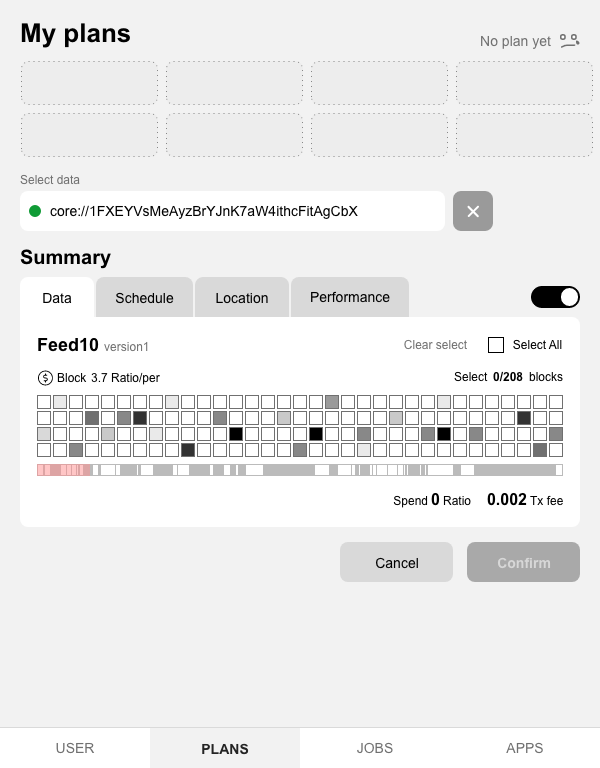 My plans
No plan yet
Select data
core://1FXEYVsMeAyzBrYJnK7aW4ithcFitAgCbX
Summary
Data Schedule Location Performance
Feed10 version1 Clear select Select All
Block 3.7 Ratio/per Select 0/208 blocks
Spend 0 Ratio 0.002 Tx fee
Cancel Confirm
USER PLANS JOBS APPS